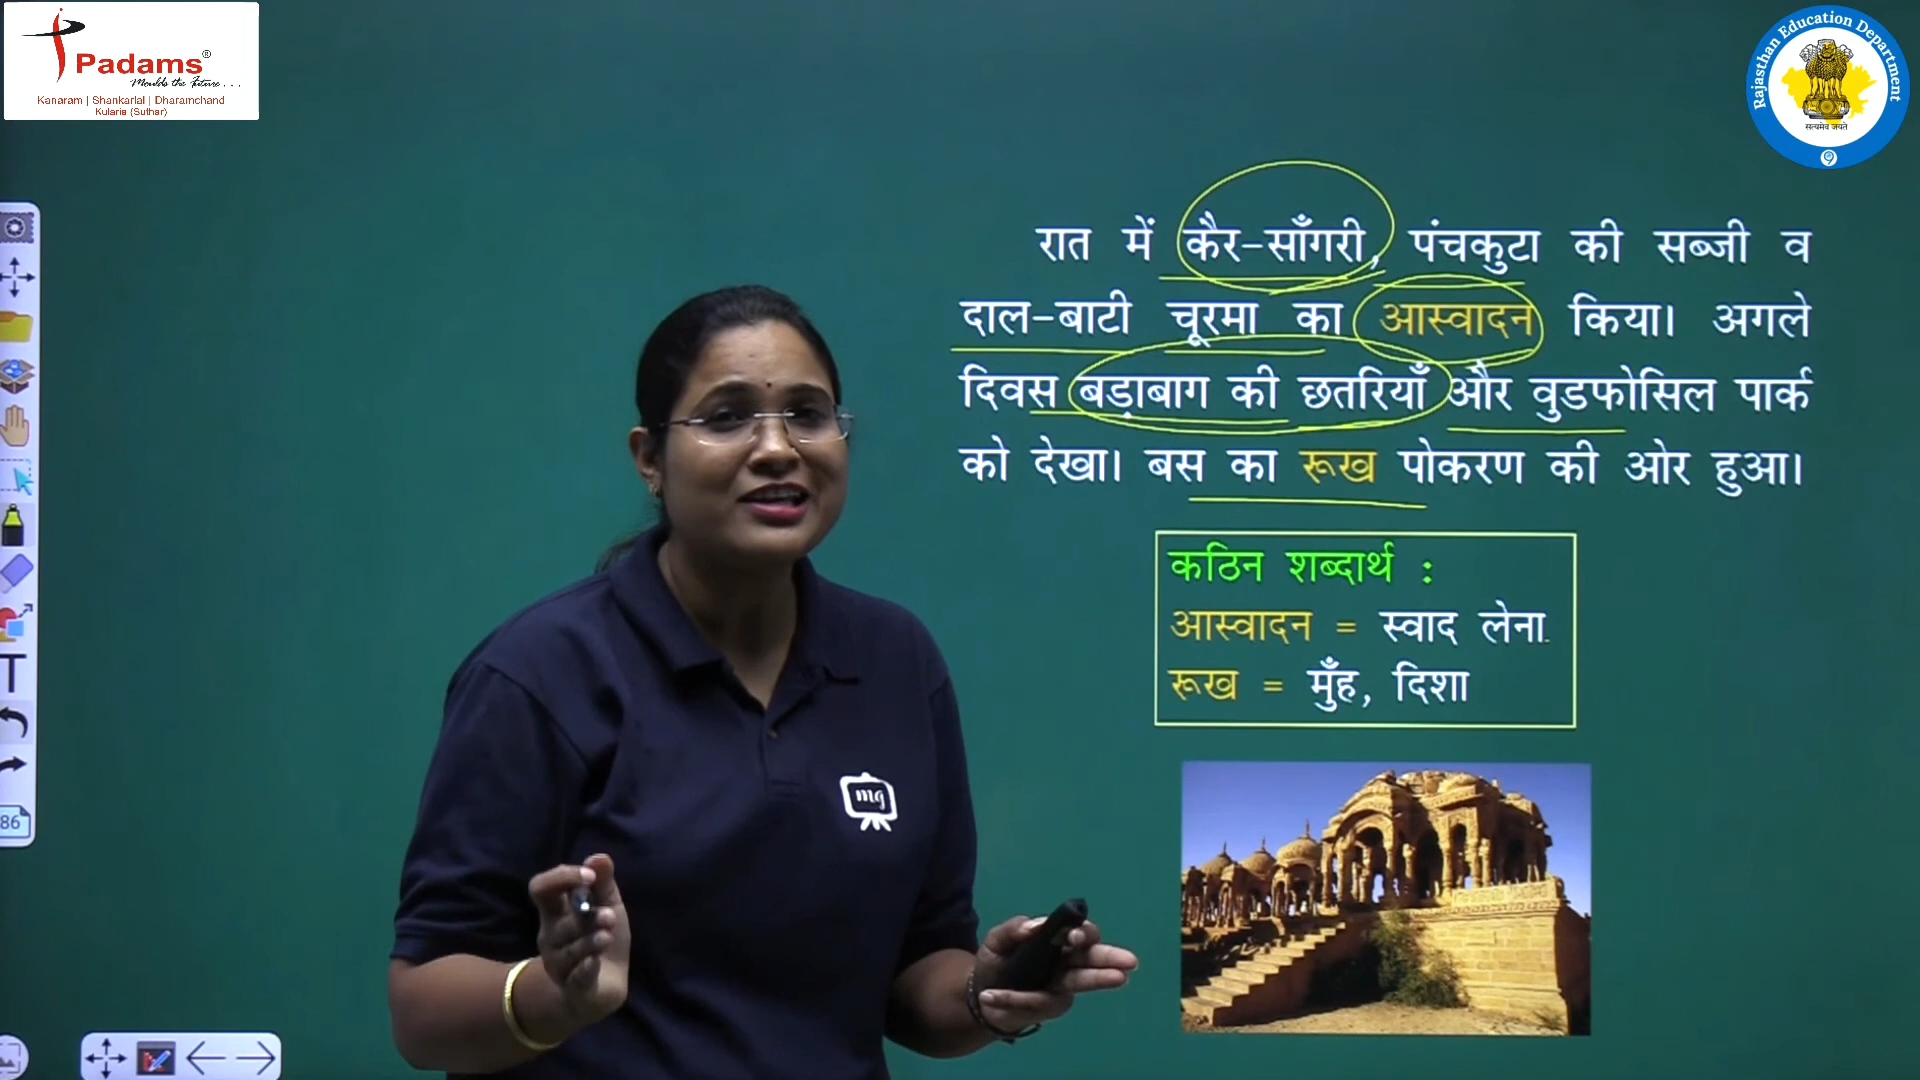 Padams®
Moulds the Future . . .
Kanaram | Shankarlal | Dharamchand
Kularia (Suthar)
Rajasthan Education Department
सत्यमेव जयते
रात में कैर-साँगरी, पंचकुटा की सब्जी व
दाल-बाटी चूरमा का आस्वादन किया। अगले
दिवस बड़ाबाग की छतरियाँ और वुडफोसिल पार्क
को देखा। बस का रूख पोकरण की ओर हुआ।
कठिन शब्दार्थ :
आस्वादन = स्वाद लेना
रूख = मुँह, दिशा
mg
T
86